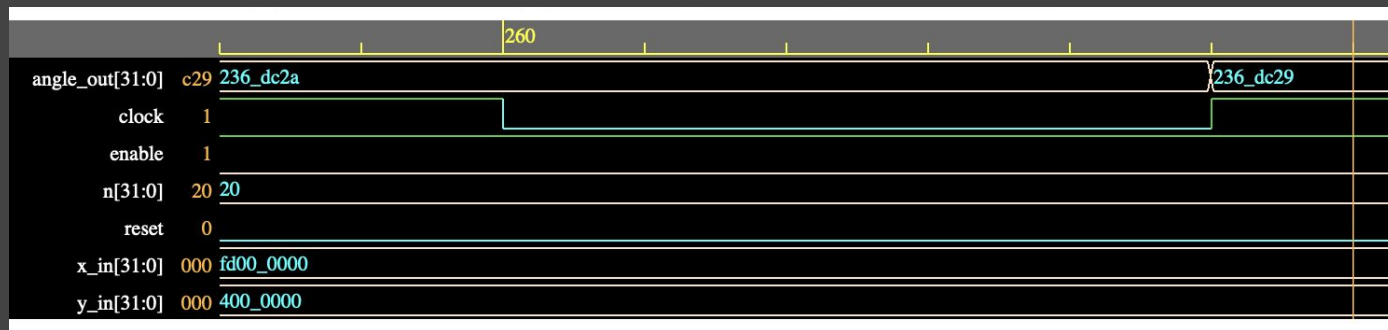 260
angle_out[31:0] c29 236_dc2a 236_dc29
clock 1
enable 1
n[31:0] 20 20
reset 0
x_in[31:0] 000 fd00_0000
y_in[31:0] 000 400_0000